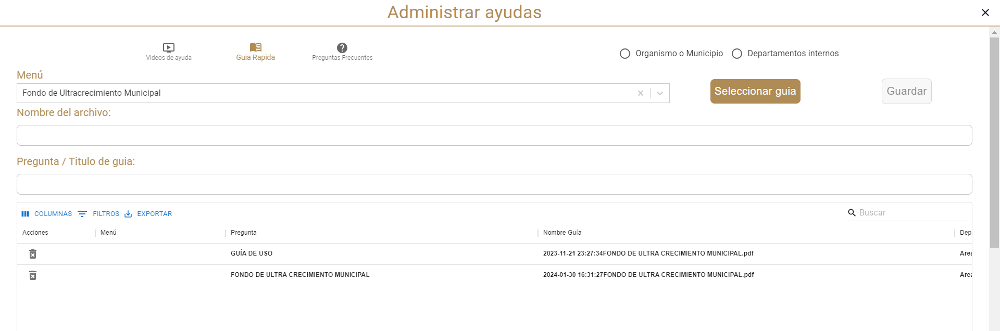 Administrar ayudas
Videos de ayuda
Guia Rapida
Preguntas Frecuentes
Organismo o Municipio
Departamentos internos
Menú
Fondo de Ultracrecimiento Municipal
Seleccionar guia
Guardar
Nombre del archivo:
Pregunta / Titulo de guia:
COLUMNAS FILTROS EXPORTAR
Buscar
Acciones Menú Pregunta Nombre Guía Dep
GUÍA DE USO 2023-11-21 23:27:34FONDO DE ULTRA CRECIMIENTO MUNICIPAL.pdf Area
FONDO DE ULTRA CRECIMIENTO MUNICIPAL 2024-01-30 16:31:27FONDO DE ULTRA CRECIMIENTO MUNICIPAL.pdf Area